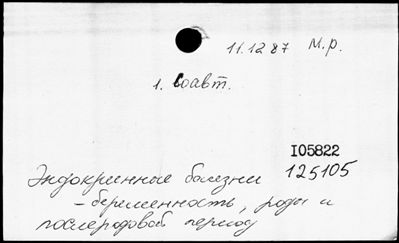 11.12.87 М.р.
1. Соавт.
I05822
125105
Эндокринные болезни
- беременность, роды и
послеродовой период